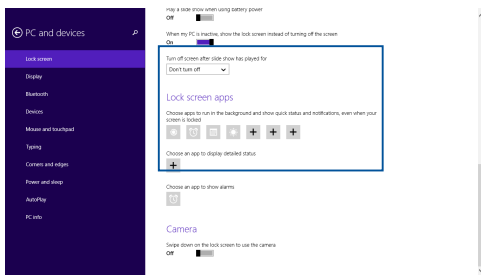 PC and devices
Lock screen
Display
Bluetooth
Devices
Mouse and touchpad
Typing
Corners and edges
Power and sleep
AutoPlay
PC info
Play a slide show when using battery power
Off
When my PC is inactive, show the lock screen instead of turning off the screen
On
Turn off screen after slide show has played for
Don't turn off
Lock screen apps
Choose apps to run in the background and show quick status and notifications, even when your
screen is locked
Choose an app to display detailed status
Choose an app to show alarms
Camera
Swipe down on the lock screen to use the camera
Off